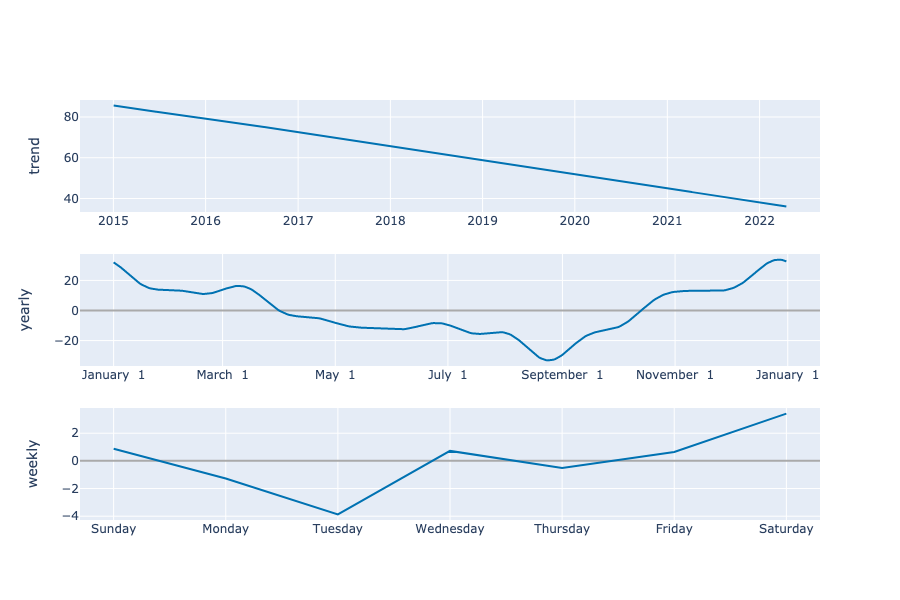 trend
80
60
40
2015 2016 2017 2018 2019 2020 2021 2022
yearly
20
0
−20
January 1 March 1 May 1 July 1 September 1 November 1 January 1
weekly
2
0
−2
−4
Sunday Monday Tuesday Wednesday Thursday Friday Saturday